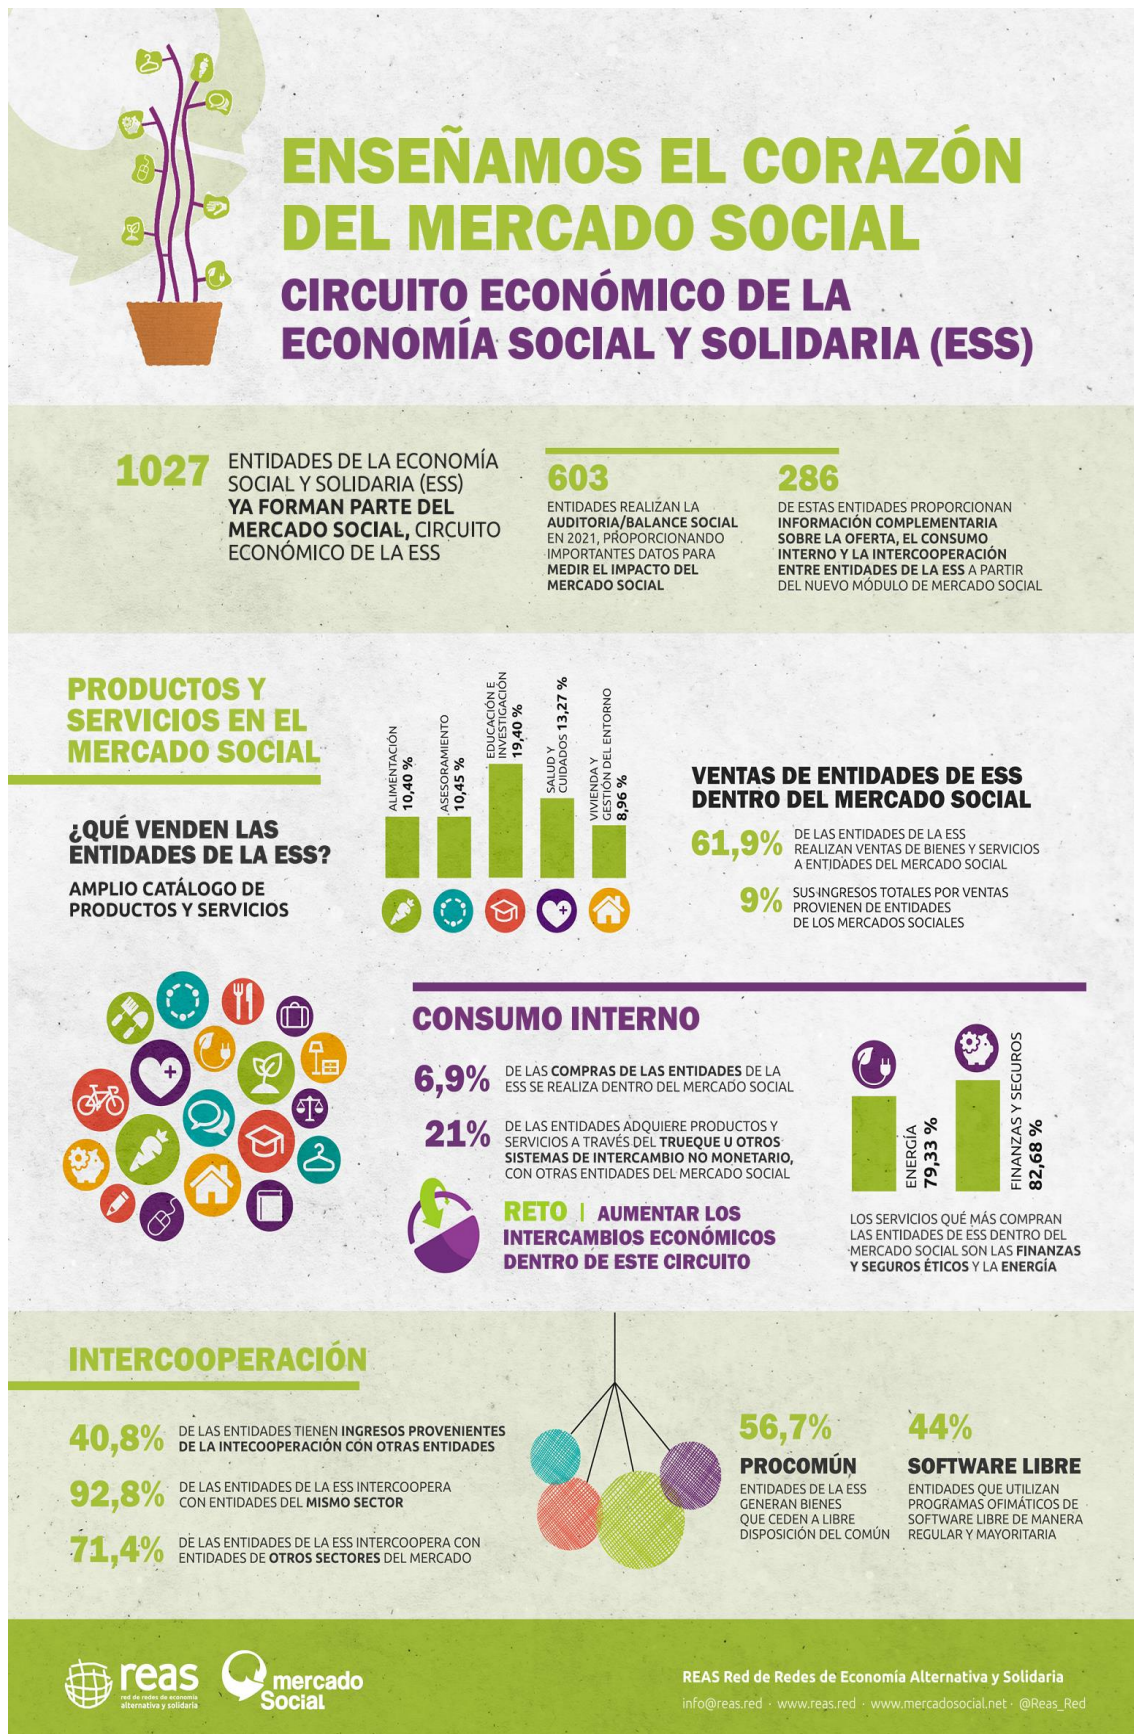 ENSEÑAMOS EL CORAZÓN
DEL MERCADO SOCIAL
CIRCUITO ECONÓMICO DE LA
ECONOMÍA SOCIAL Y SOLIDARIA (ESS)
1027
ENTIDADES DE LA ECONOMÍA
SOCIAL Y SOLIDARIA (ESS)
YA FORMAN PARTE DEL
MERCADO SOCIAL, CIRCUITO
ECONÓMICO DE LA ESS
603
ENTIDADES REALIZAN LA
AUDITORIA/BALANCE SOCIAL
EN 2021, PROPORCIONANDO
IMPORTANTES DATOS PARA
MEDIR EL IMPACTO DEL
MERCADO SOCIAL
286
DE ESTAS ENTIDADES PROPORCIONAN
INFORMACIÓN COMPLEMENTARIA
SOBRE LA OFERTA, EL CONSUMO
INTERNO Y LA INTERCOOPERACIÓN
ENTRE ENTIDADES DE LA ESS A PARTIR
DEL NUEVO MÓDULO DE MERCADO SOCIAL
PRODUCTOS Y
SERVICIOS EN EL
MERCADO SOCIAL
¿QUÉ VENDEN LAS
ENTIDADES DE LA ESS?
AMPLIO CATÁLOGO DE
PRODUCTOS Y SERVICIOS
ALIMENTACIÓN
10,40 %
ASESORAMIENTO
10,45 %
EDUCACIÓN E
INVESTIGACIÓN
19,40 %
SALUD Y
CUIDADOS 13,27 %
VIVIENDA Y
GESTIÓN DEL ENTORNO
8,96 %
VENTAS DE ENTIDADES DE ESS
DENTRO DEL MERCADO SOCIAL
61,9%
DE LAS ENTIDADES DE LA ESS
REALIZAN VENTAS DE BIENES Y SERVICIOS
A ENTIDADES DEL MERCADO SOCIAL
9%
SUS INGRESOS TOTALES POR VENTAS
PROVIENEN DE ENTIDADES
DE LOS MERCADOS SOCIALES
CONSUMO INTERNO
6,9%
DE LAS COMPRAS DE LAS ENTIDADES DE LA
ESS SE REALIZA DENTRO DEL MERCADO SOCIAL
21%
DE LAS ENTIDADES ADQUIERE PRODUCTOS Y
SERVICIOS A TRAVÉS DEL TRUEQUE U OTROS
SISTEMAS DE INTERCAMBIO NO MONETARIO,
CON OTRAS ENTIDADES DEL MERCADO SOCIAL
RETO | AUMENTAR LOS
INTERCAMBIOS ECONÓMICOS
DENTRO DE ESTE CIRCUITO
ENERGÍA
79,33 %
FINANZAS Y SEGUROS
82,68 %
LOS SERVICIOS QUÉ MÁS COMPRAN
LAS ENTIDADES DE ESS DENTRO DEL
MERCADO SOCIAL SON LAS FINANZAS
Y SEGUROS ÉTICOS Y LA ENERGÍA
INTERCOOPERACIÓN
40,8%
DE LAS ENTIDADES TIENEN INGRESOS PROVENIENTES
DE LA INTECOOPERACIÓN CON OTRAS ENTIDADES
92,8%
DE LAS ENTIDADES DE LA ESS INTERCOOPERA
CON ENTIDADES DEL MISMO SECTOR
71,4%
DE LAS ENTIDADES DE LA ESS INTERCOOPERA CON
ENTIDADES DE OTROS SECTORES DEL MERCADO
56,7%
PROCOMÚN
ENTIDADES DE LA ESS
GENERAN BIENES
QUE CEDEN A LIBRE
DISPOSICIÓN DEL COMÚN
44%
SOFTWARE LIBRE
ENTIDADES QUE UTILIZAN
PROGRAMAS OFIMÁTICOS DE
SOFTWARE LIBRE DE MANERA
REGULAR Y MAYORITARIA
reas
red de redes de economía
alternativa y solidaria
mercado
Social
REAS Red de Redes de Economía Alternativa y Solidaria
info@reas.red · www.reas.red · www.mercadosocial.net · @Reas_Red